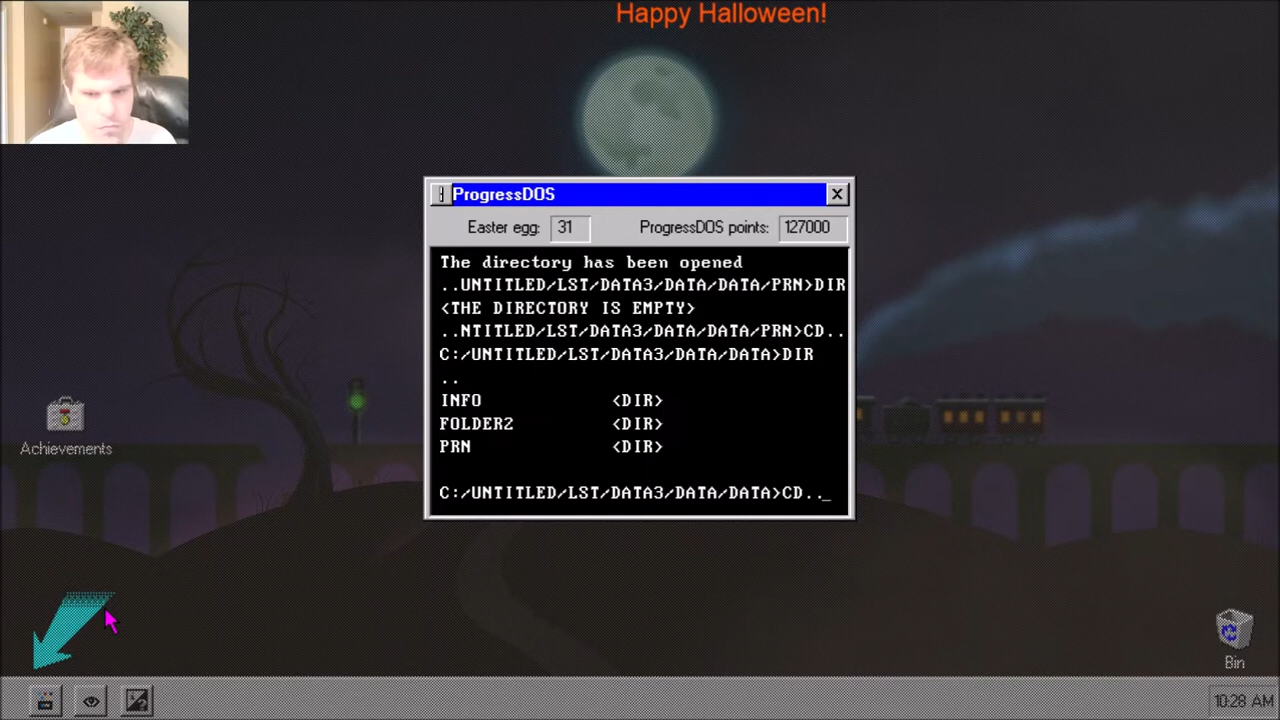 Happy Halloween!
ProgressDOS
Easter egg: 31 ProgressDOS points: 127000
The directory has been opened
..UNTITLED/LST/DATA3/DATA/DATA/PRN>DIR
<THE DIRECTORY IS EMPTY>
..NTITLED/LST/DATA3/DATA/DATA/PRN>CD..
C:/UNTITLED/LST/DATA3/DATA/DATA>DIR
..
INFO <DIR>
FOLDER2 <DIR>
PRN <DIR>
C:/UNTITLED/LST/DATA3/DATA/DATA>CD.._
Achievements
Bin
10:28 AM